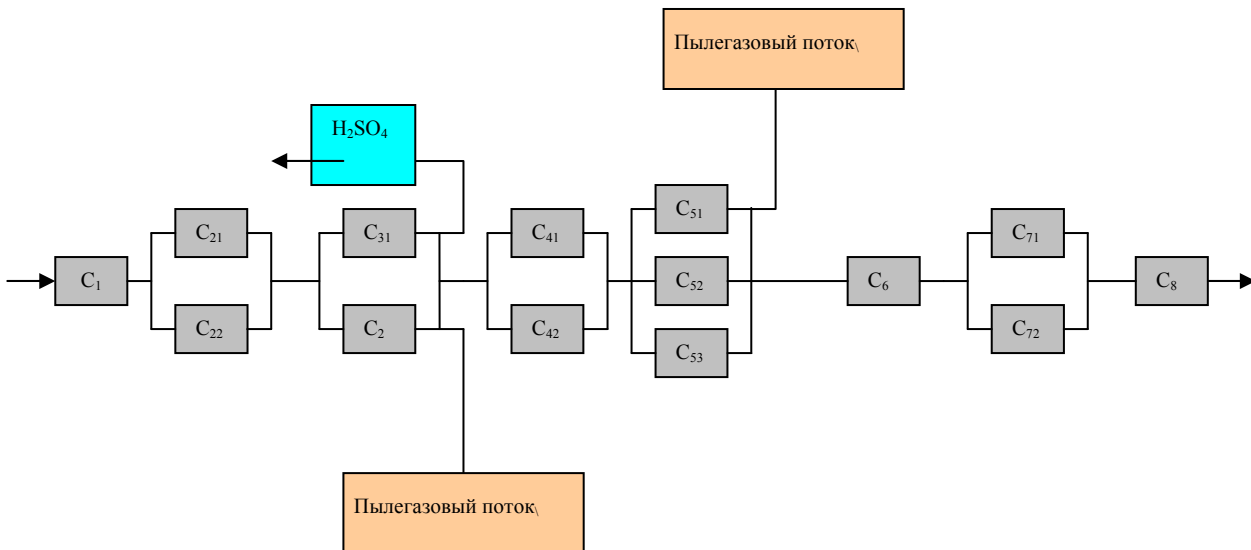 Пылегазовый поток\
H₂SO₄
C₂₁ C₃₁ C₄₁ C₅₁ C₇₁
C₁ C₅₂ C₆ C₈
C₂₂ C₂ C₄₂ C₅₃ C₇₂
Пылегазовый поток\